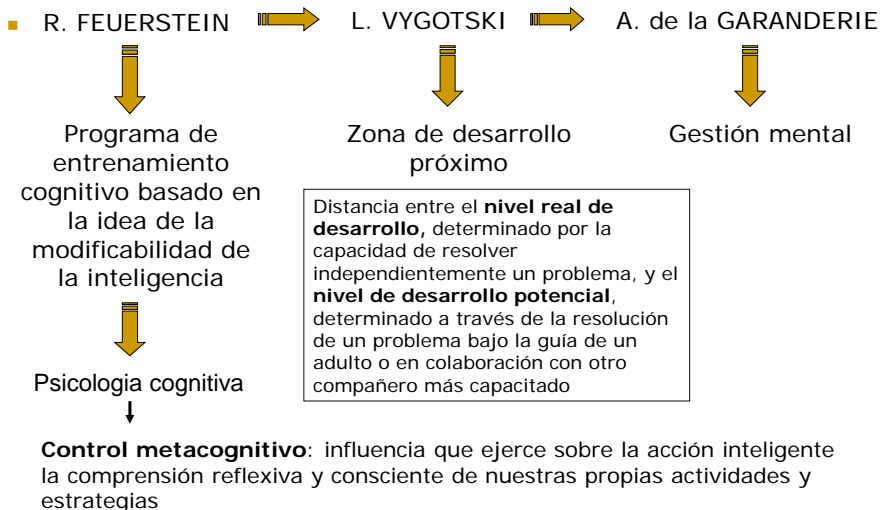 R. FEUERSTEIN
L. VYGOTSKI
A. de la GARANDERIE
Programa de
entrenamiento
cognitivo basado en
la idea de la
modificabilidad de
la inteligencia
Zona de desarrollo
próximo
Gestión mental
Distancia entre el nivel real de
desarrollo, determinado por la
capacidad de resolver
independientemente un problema, y el
nivel de desarrollo potencial,
determinado a través de la resolución
de un problema bajo la guía de un
adulto o en colaboración con otro
compañero más capacitado
Psicologia cognitiva
Control metacognitivo: influencia que ejerce sobre la acción inteligente
la comprensión reflexiva y consciente de nuestras propias actividades y
estrategias